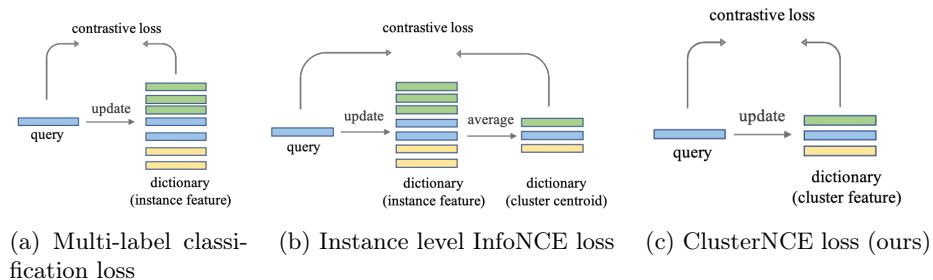 contrastive loss
update
query
dictionary
(instance feature)
(a) Multi-label classi-
fication loss
contrastive loss
update
average
query
dictionary
(instance feature)
dictionary
(cluster centroid)
(b) Instance level InfoNCE loss
contrastive loss
update
query
dictionary
(cluster feature)
(c) ClusterNCE loss (ours)